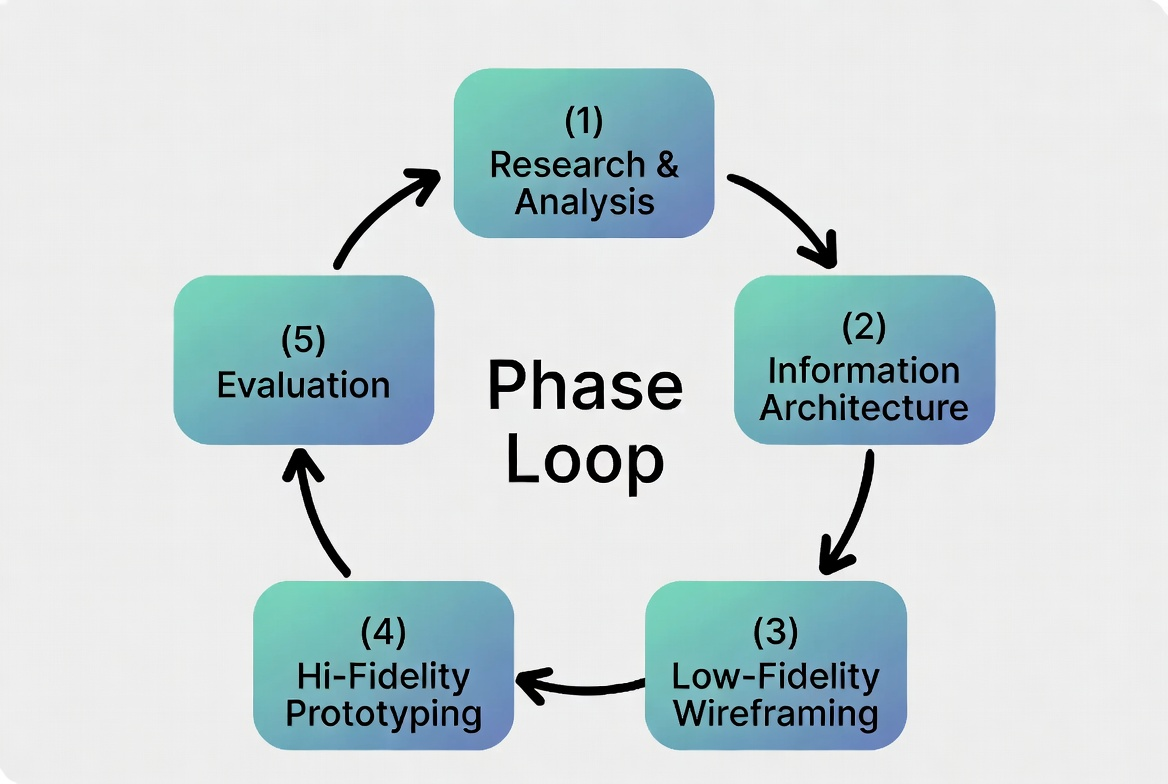 (1)
Research &
Analysis
(2)
Information
Architecture
(3)
Low-Fidelity
Wireframing
(4)
Hi-Fidelity
Prototyping
(5)
Evaluation
Phase
Loop